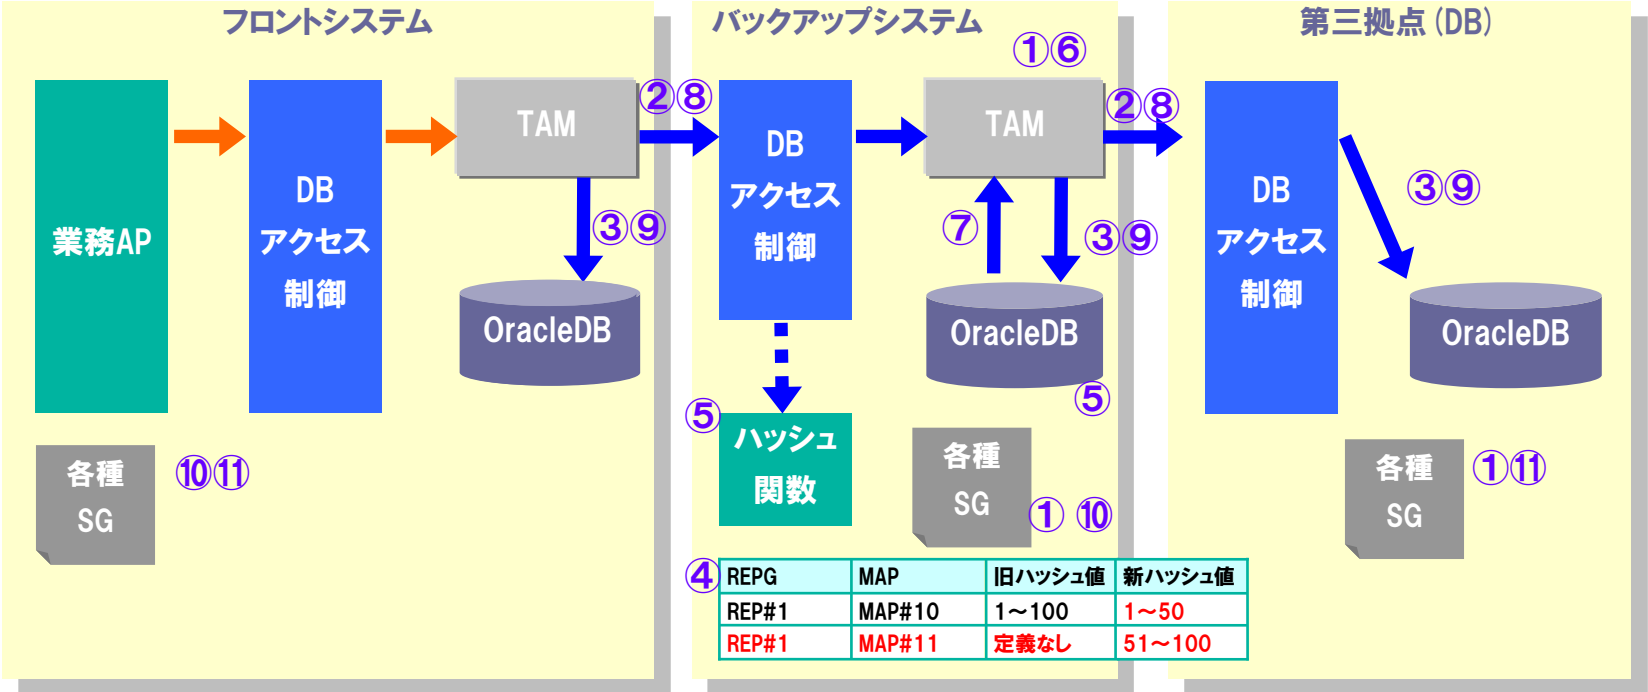 フロントシステム
業務AP
DB
アクセス
制御
TAM
③⑨
OracleDB
各種
SG
⑩⑪
②⑧
バックアップシステム
①⑥
DB
アクセス
制御
TAM
⑦
③⑨
OracleDB
⑤
⑤
ハッシュ
関数
各種
SG
① ⑩
④
REPG MAP 旧ハッシュ値 新ハッシュ値
REP#1 MAP#10 1～100 1～50
REP#1 MAP#11 定義なし 51～100
②⑧
第三拠点(DB)
DB
アクセス
制御
③⑨
OracleDB
各種
SG
①⑪